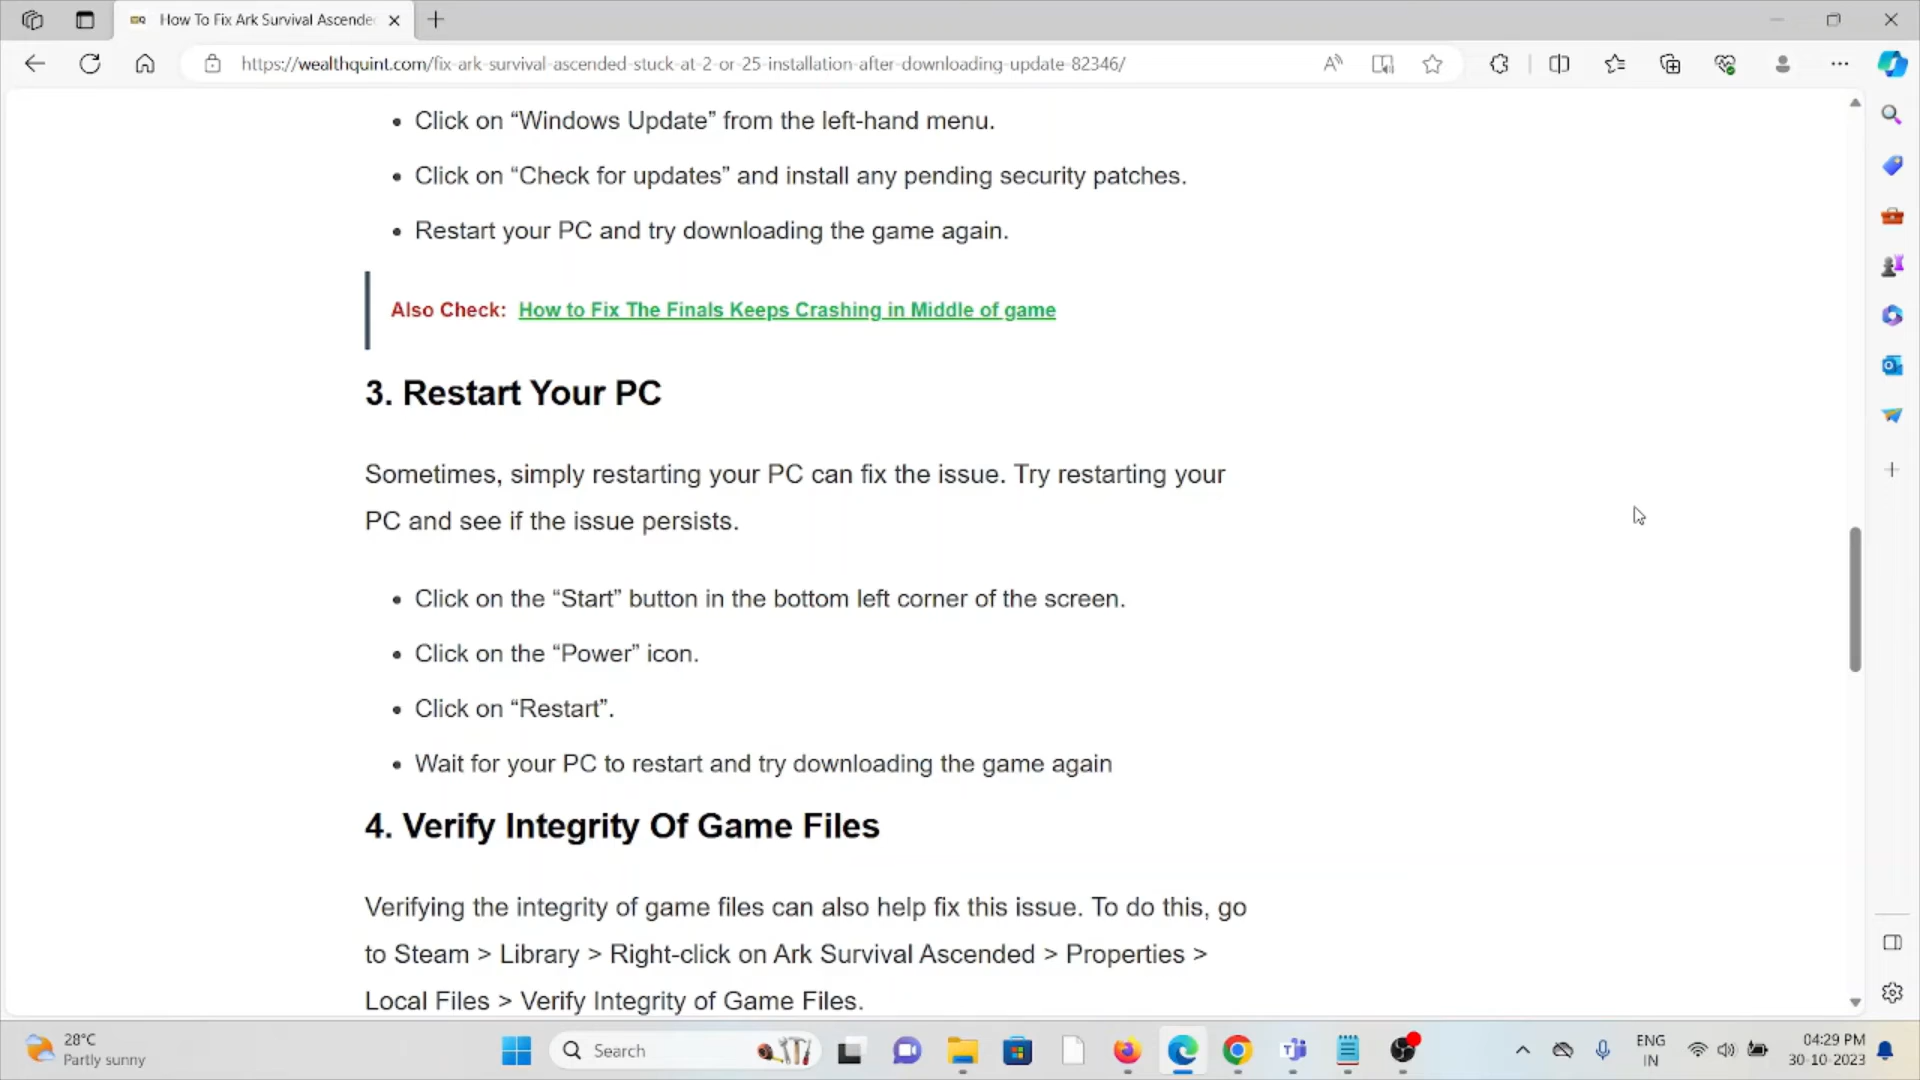 How To Fix Ark Survival Ascende
https://wealthquint.com/fix-ark-survival-ascended-stuck-at-2-or-25-installation-after-downloading-update-82346/
• Click on “Windows Update” from the left-hand menu.
• Click on “Check for updates” and install any pending security patches.
• Restart your PC and try downloading the game again.
Also Check: How to Fix The Finals Keeps Crashing in Middle of game
3. Restart Your PC
Sometimes, simply restarting your PC can fix the issue. Try restarting your
PC and see if the issue persists.
• Click on the “Start” button in the bottom left corner of the screen.
• Click on the “Power” icon.
• Click on “Restart”.
• Wait for your PC to restart and try downloading the game again
4. Verify Integrity Of Game Files
Verifying the integrity of game files can also help fix this issue. To do this, go
to Steam > Library > Right-click on Ark Survival Ascended > Properties >
Local Files > Verify Integrity of Game Files.
28°C
Partly sunny
Search
ENG
IN
04:29 PM
30-10-2023